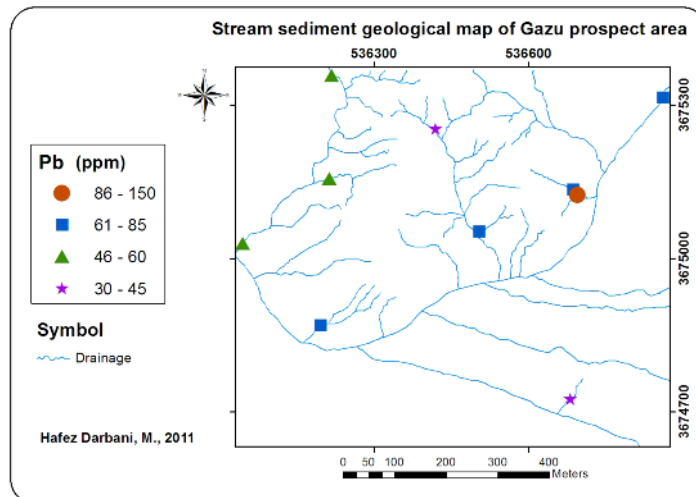 Stream sediment geological map of Gazu prospect area
536300 536600
3675300
3675000
3674700
Pb (ppm)
86 - 150
61 - 85
46 - 60
30 - 45
Symbol
Drainage
Hafez Darbani, M., 2011
0 50 100 200 300 400
Meters